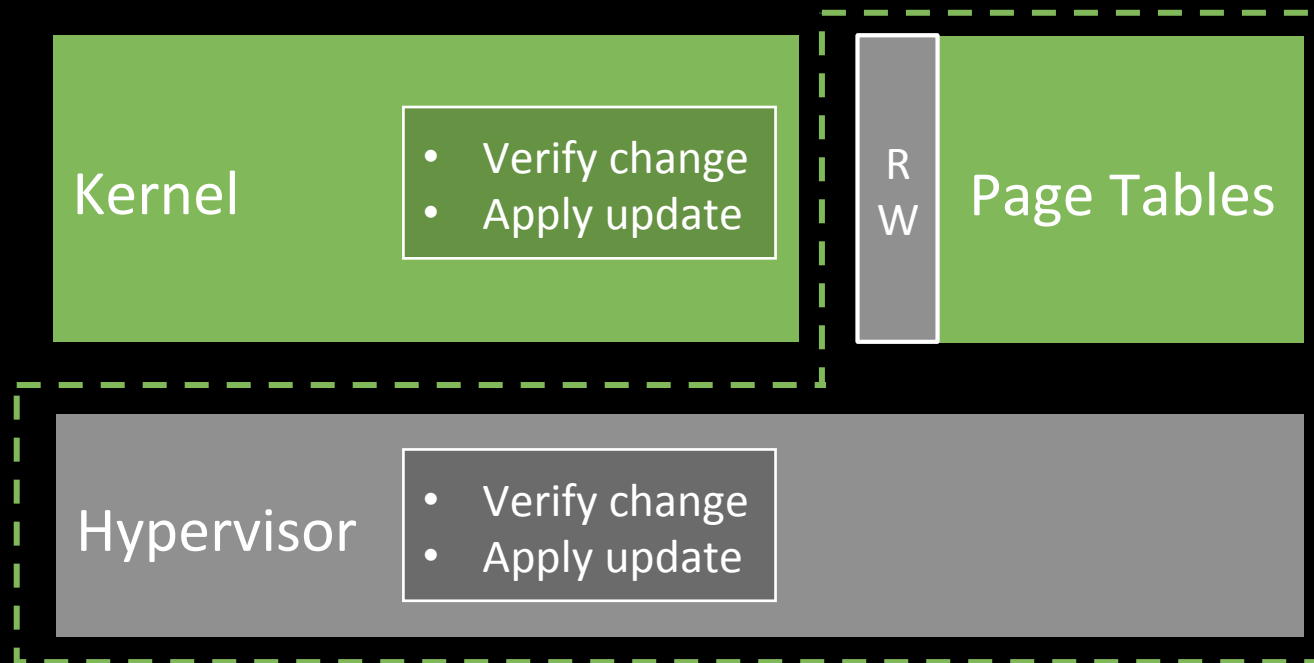 Kernel
• Verify change
• Apply update
R
W
Page Tables
Hypervisor
• Verify change
• Apply update